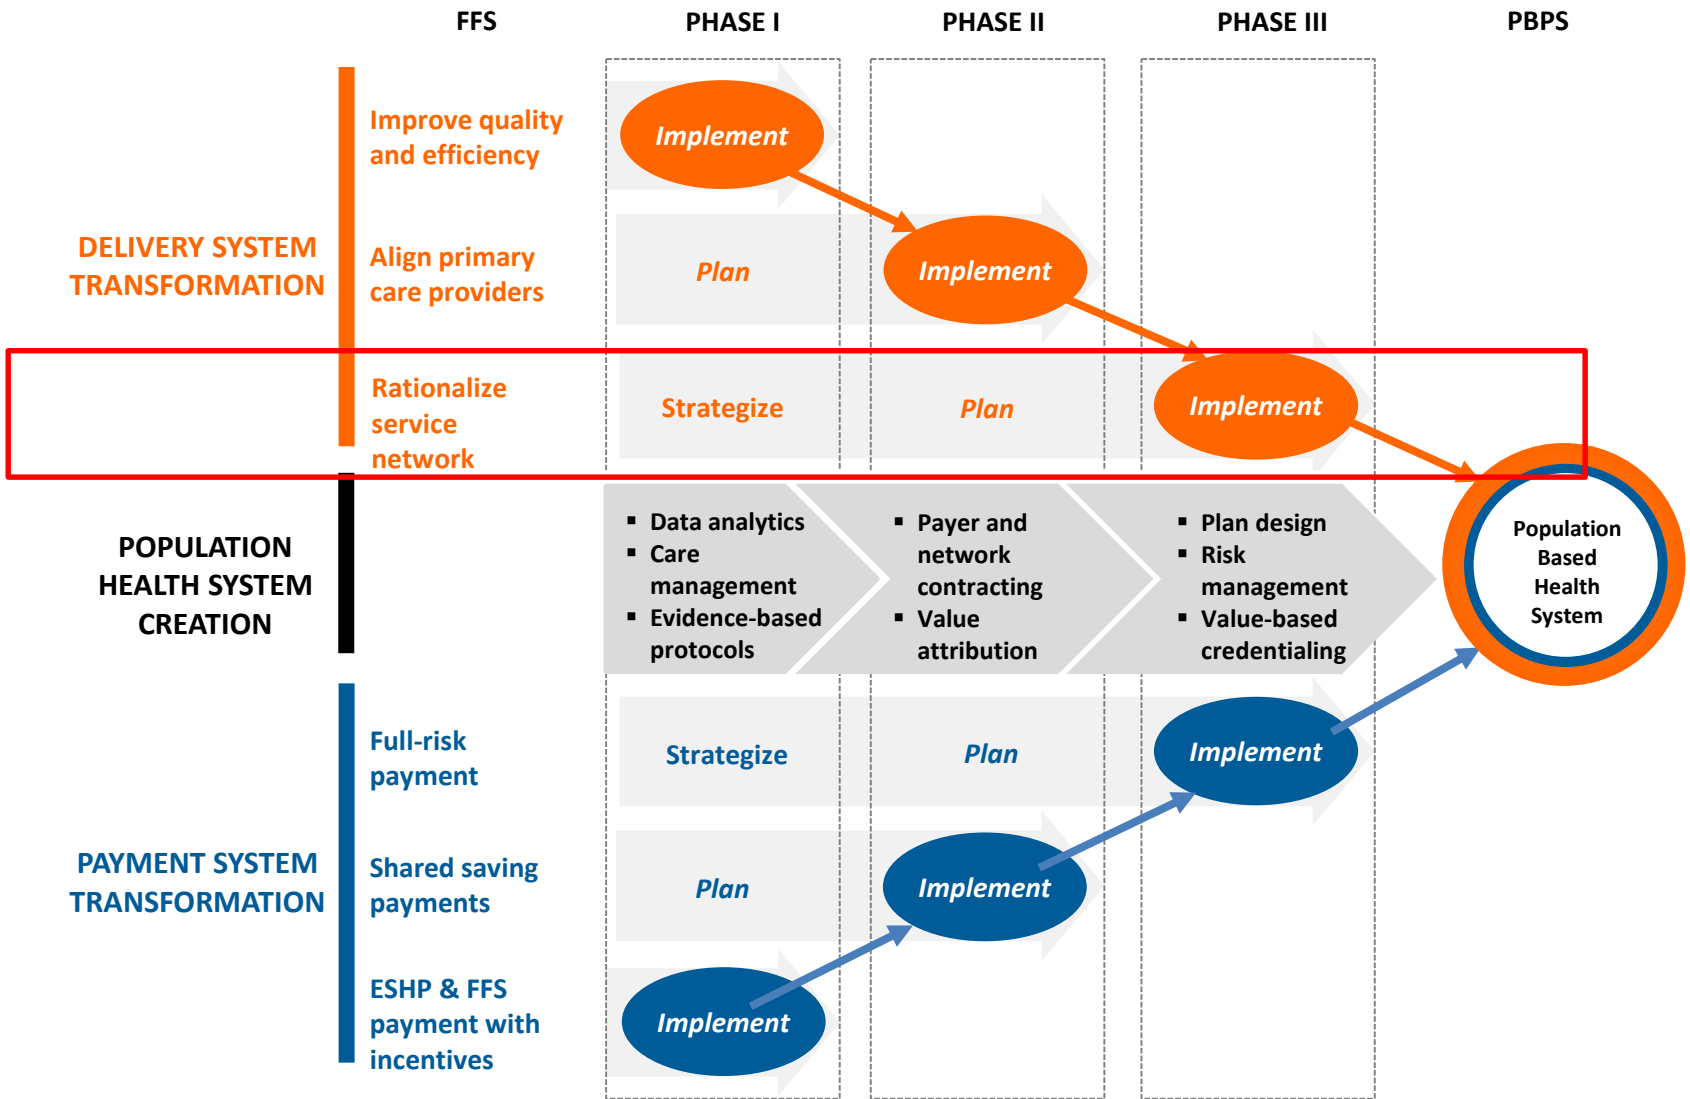 FFS
PHASE I
PHASE II
PHASE III
PBPS
DELIVERY SYSTEM
TRANSFORMATION
Improve quality
and efficiency
Implement
Align primary
care providers
Plan
Implement
Rationalize
service
network
Strategize
Plan
Implement
POPULATION
HEALTH SYSTEM
CREATION
▪ Data analytics
▪ Care
management
▪ Evidence-based
protocols
▪ Payer and
network
contracting
▪ Value
attribution
▪ Plan design
▪ Risk
management
▪ Value-based
credentialing
Population
Based
Health
System
PAYMENT SYSTEM
TRANSFORMATION
Full-risk
payment
Strategize
Plan
Implement
Shared saving
payments
Plan
Implement
ESHP & FFS
payment with
incentives
Implement